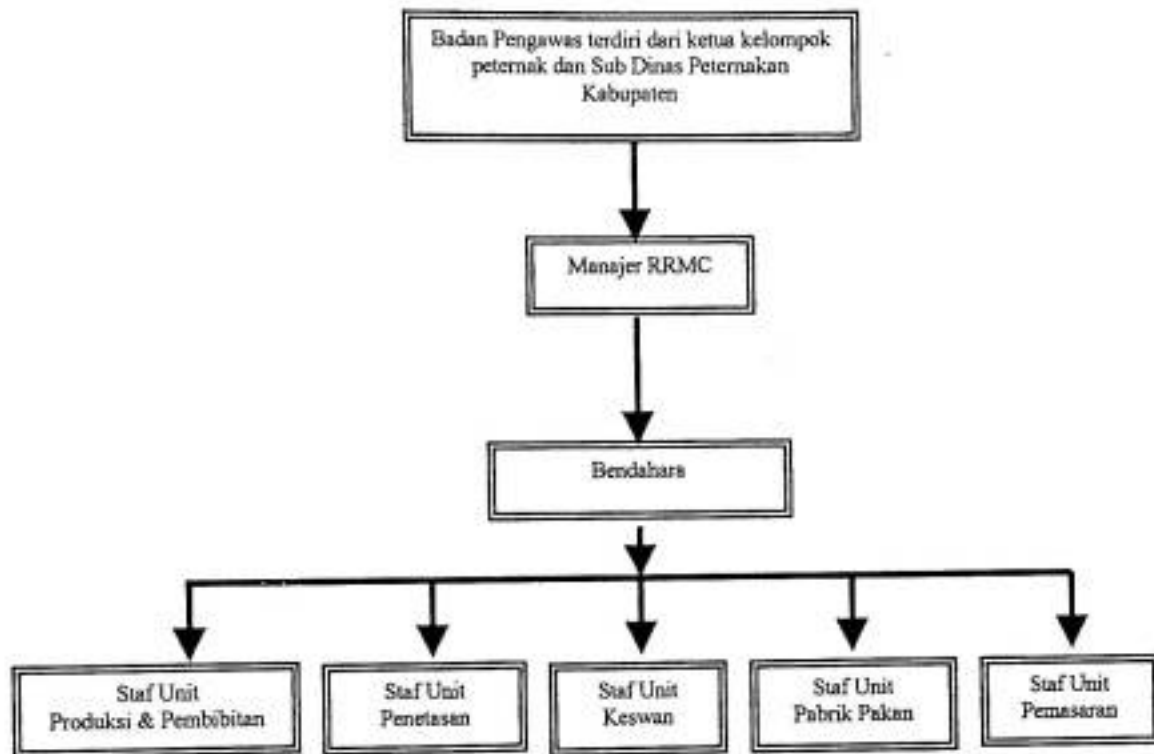 Badan Pengawas terdiri dari ketua kelompok
peternak dan Sub Dinas Peternakan
Kabupaten
Manajer RRMC
Bendahara
Staf Unit
Produksi & Pembibitan
Staf Unit
Penetasan
Staf Unit
Keswan
Staf Unit
Pabrik Pakan
Staf Unit
Pemasaran